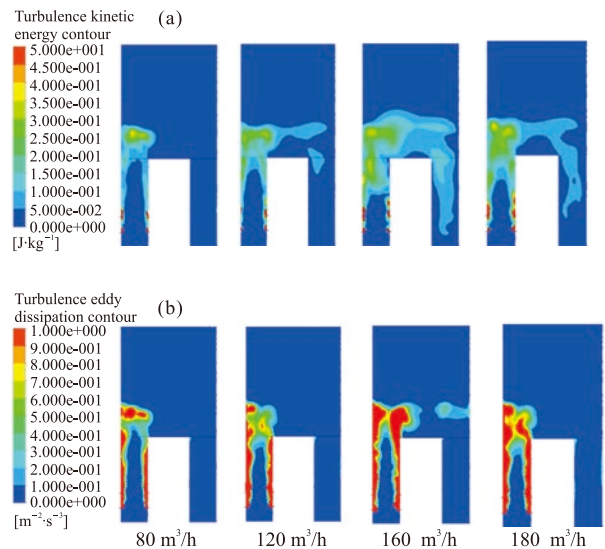 Turbulence kinetic
energy contour
(a)
5.000e+001
4.500e-001
4.000e-001
3.500e-001
3.000e-001
2.500e-001
2.000e-001
1.500e-001
1.000e-001
5.000e-002
0.000e+000
[J·kg⁻¹]
Turbulence eddy
dissipation contour
(b)
1.000e+000
9.000e-001
8.000e-001
7.000e-001
6.000e-001
5.000e-001
4.000e-001
3.000e-001
2.000e-001
1.000e-001
0.000e+000
[m⁻²·s⁻³]
80 m³/h 120 m³/h 160 m³/h 180 m³/h